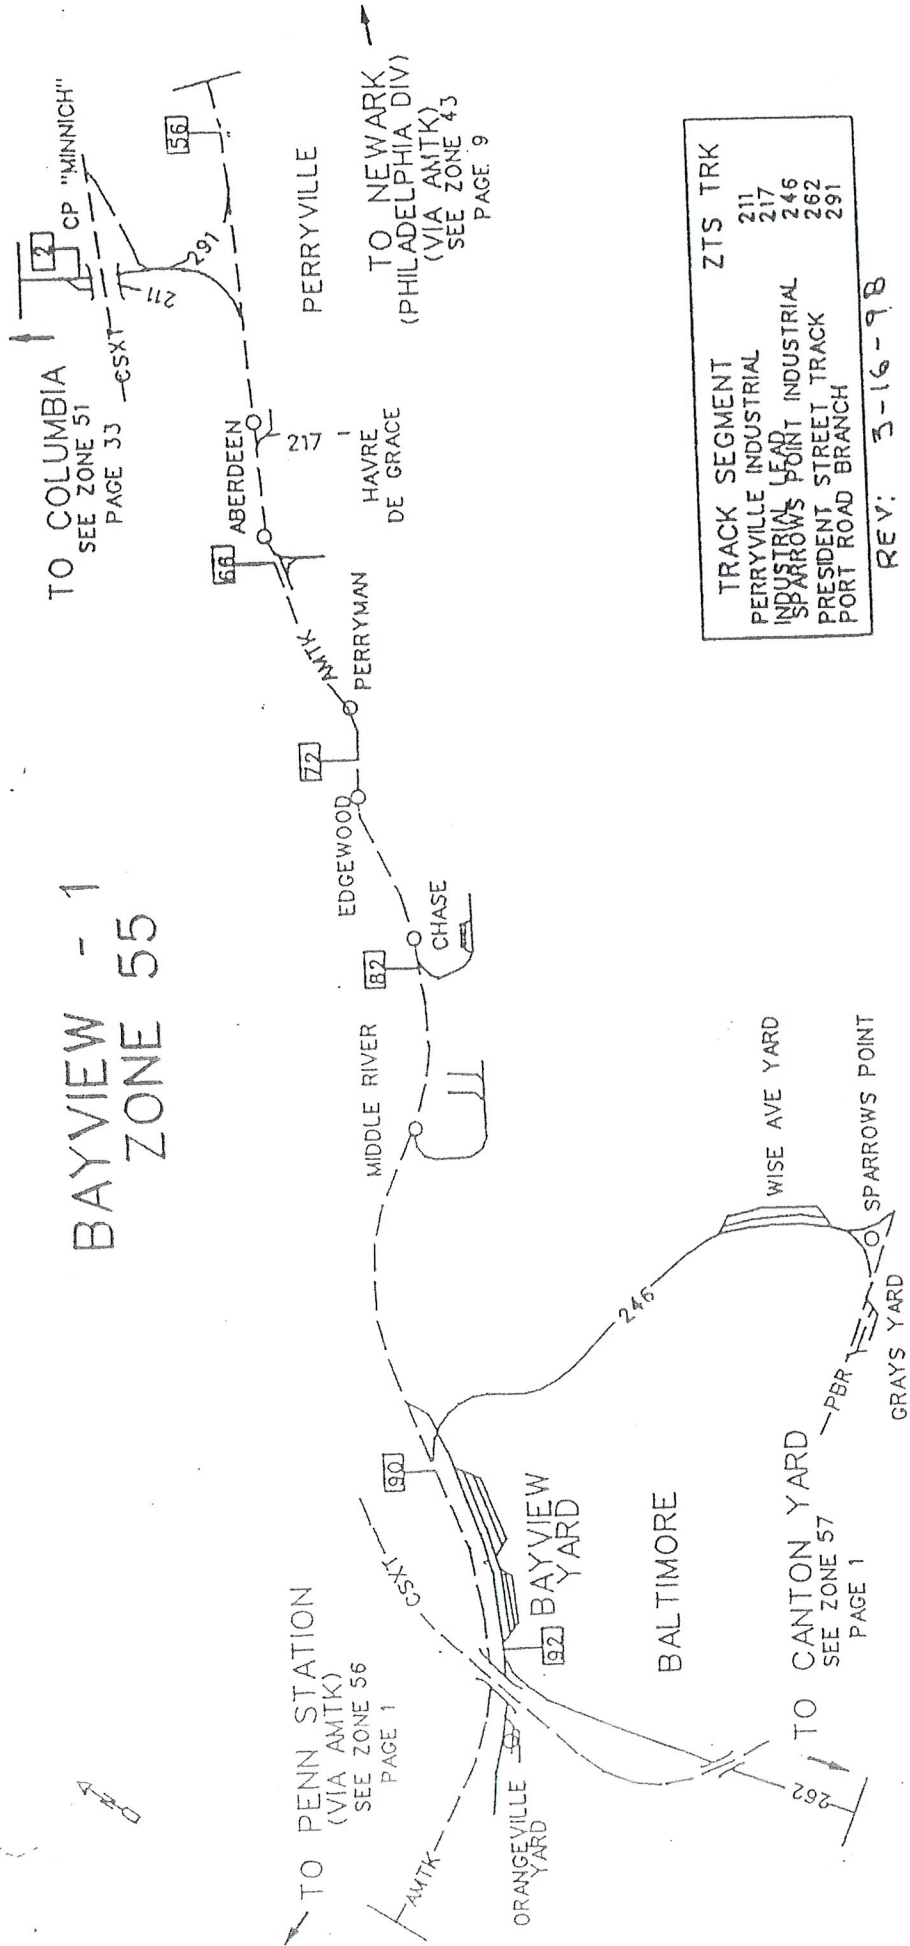 BAYVIEW - 1
ZONE 55
TO PENN STATION
(VIA AMTK)
SEE ZONE 56
PAGE 1
AMTK
CSXT
ORANGEVILLE
YARD
92
BAYVIEW
YARD
90
BALTIMORE
262
TO CANTON YARD
SEE ZONE 57
PAGE 1
PBR
GRAYS YARD
SPARROWS POINT
WISE AVE YARD
246
MIDDLE RIVER
82
CHASE
EDGEWOOD
72
PERRYMAN
AMTK
66
ABERDEEN
217
HAVRE
DE GRACE
TO COLUMBIA
SEE ZONE 51
PAGE 33
CSXT
2
CP "MINNICH"
211
291
56
PERRYVILLE
TO NEWARK
(PHILADELPHIA DIV)
(VIA AMTK)
SEE ZONE 43
PAGE 9
TRACK SEGMENT ZTS TRK
PERRYVILLE INDUSTRIAL 211
INDUSTRIAL LEAD 217
SPARROWS POINT INDUSTRIAL 246
PRESIDENT STREET TRACK 262
PORT ROAD BRANCH 291
REV: 3-16-98
N